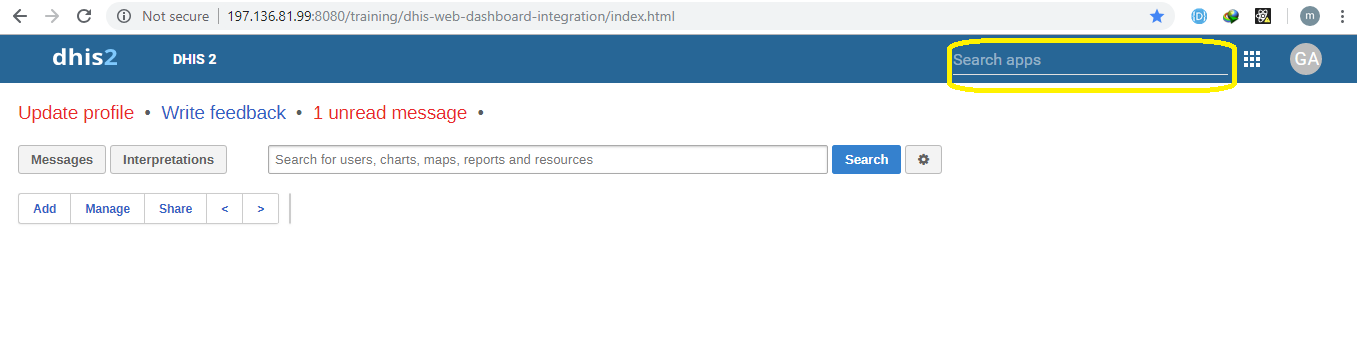 Not secure 197.136.81.99:8080/training/dhis-web-dashboard-integration/index.html m
dhis2 DHIS 2 Search apps GA
Update profile • Write feedback • 1 unread message •
Messages Interpretations Search for users, charts, maps, reports and resources Search
Add Manage Share < >